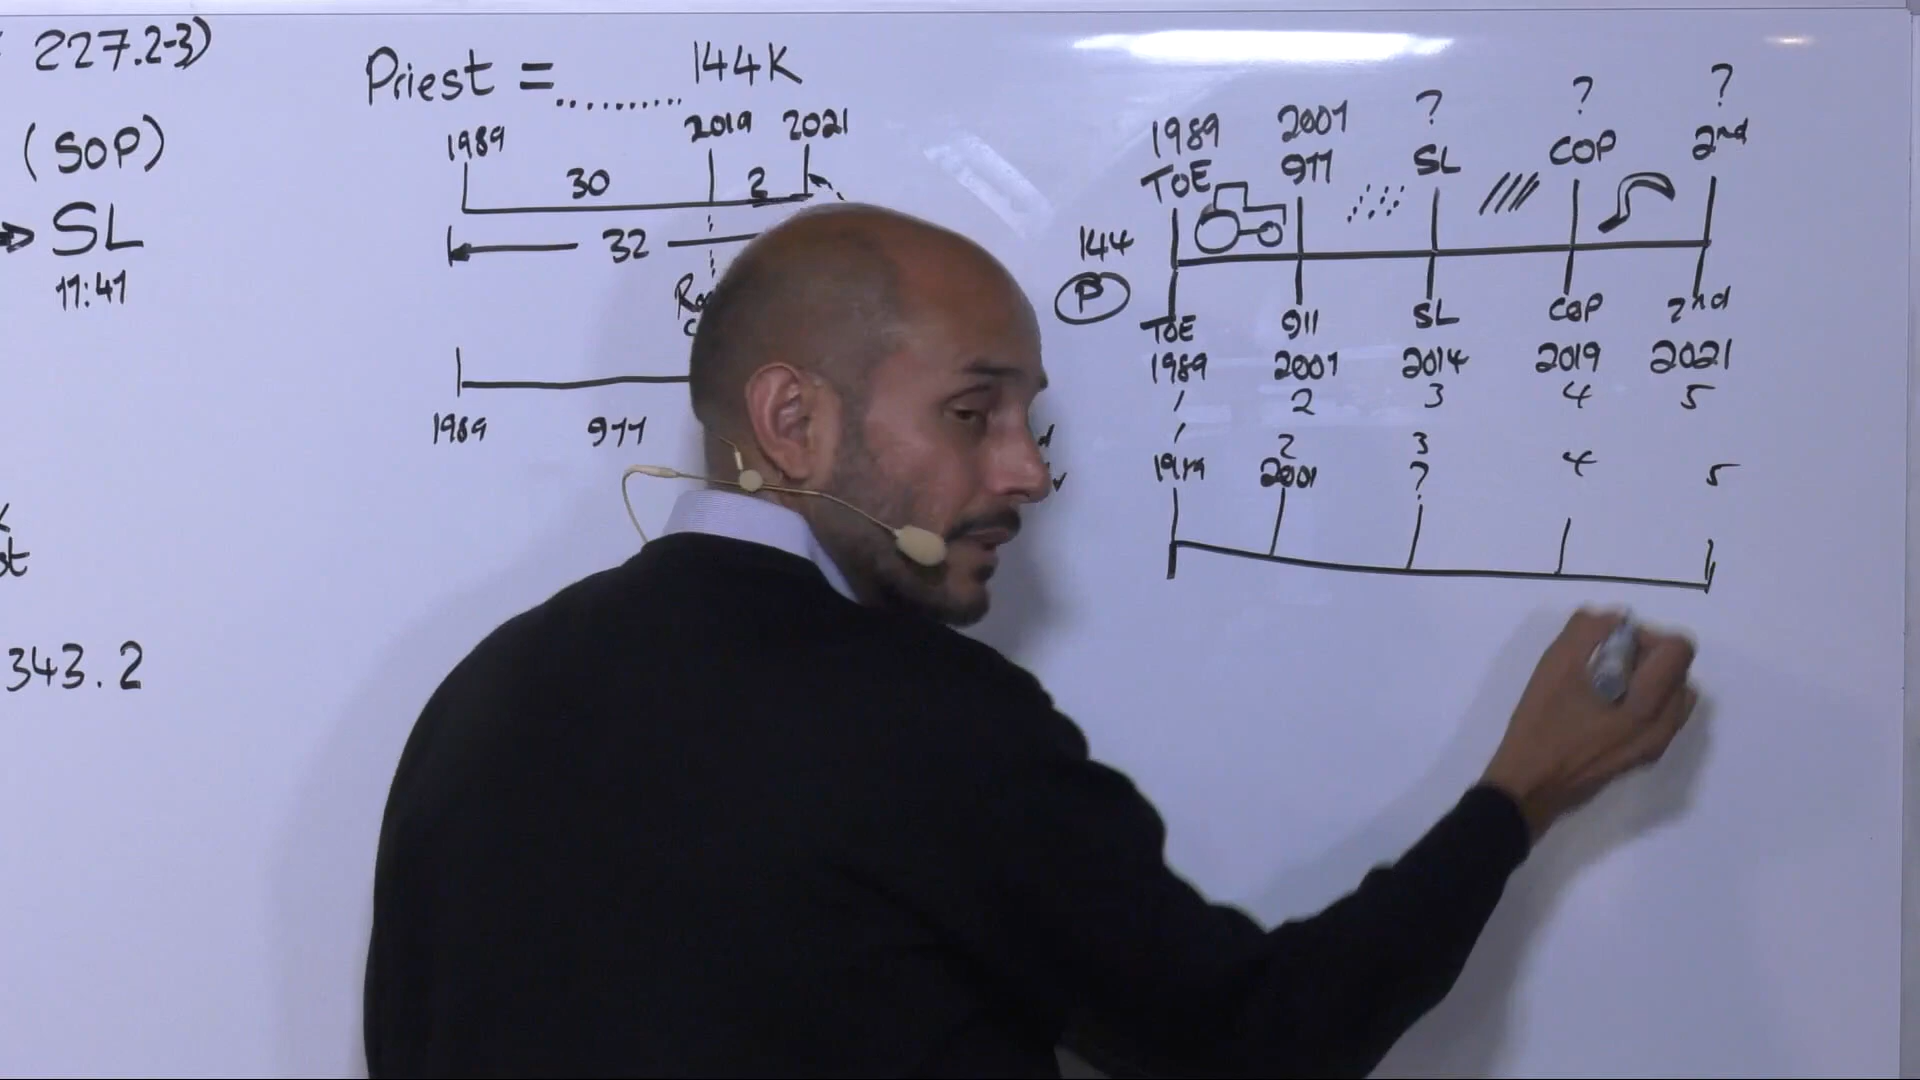 227.2-3)
(SOP)
SL
11:41
343.2
Priest = .......... 144K
1989 2019 2021
30 2
32
1989 911
1989 2001 ? ? ?
TOE 911 SL COP 2nd
144
P
TOE 911 SL COP 2nd
1989 2001 2014 2019 2021
1 2 3 4 5
1 2 3 4 5
1989 2001 ?